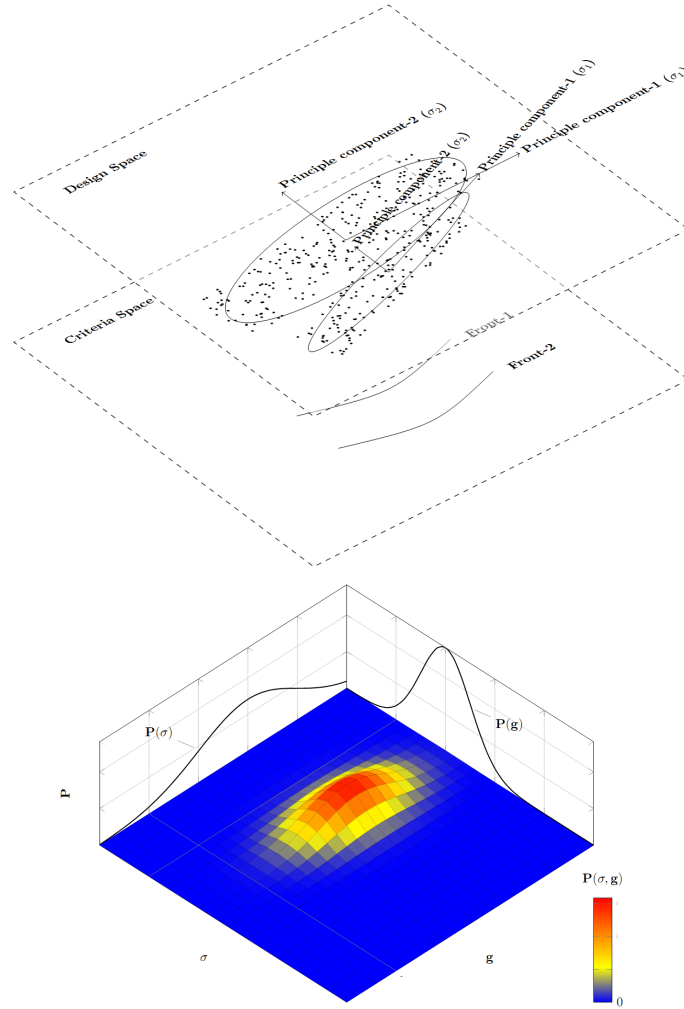 Principle component-1 (σ₁)
Principle component-1 (σ₁)
Principle component-2 (σ₂)
Principle component-2 (σ₂)
Design Space
Criteria Space
Front-1
Front-2
P(σ)
P(g)
P
P(σ, g)
σ
g
0